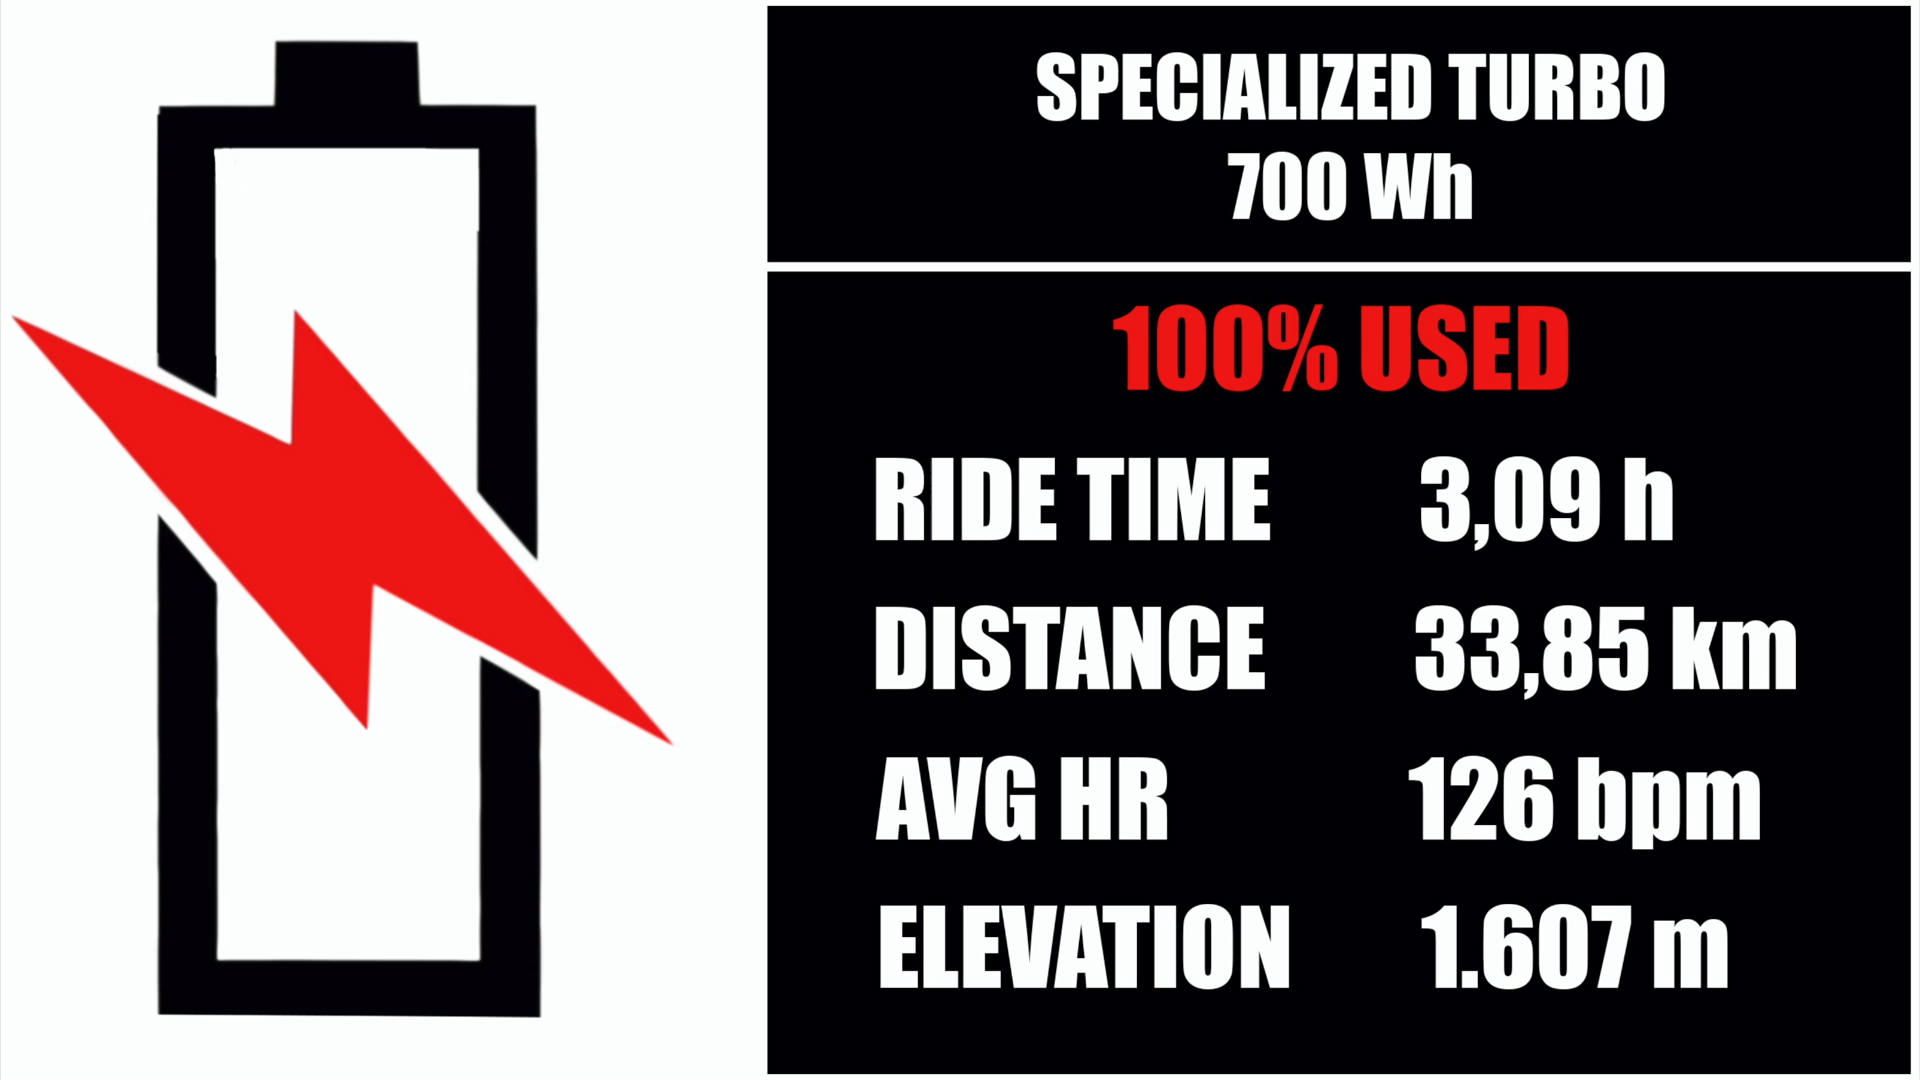 SPECIALIZED TURBO
700 Wh
100% USED
RIDE TIME 3,09 h
DISTANCE 33,85 km
AVG HR 126 bpm
ELEVATION 1.607 m